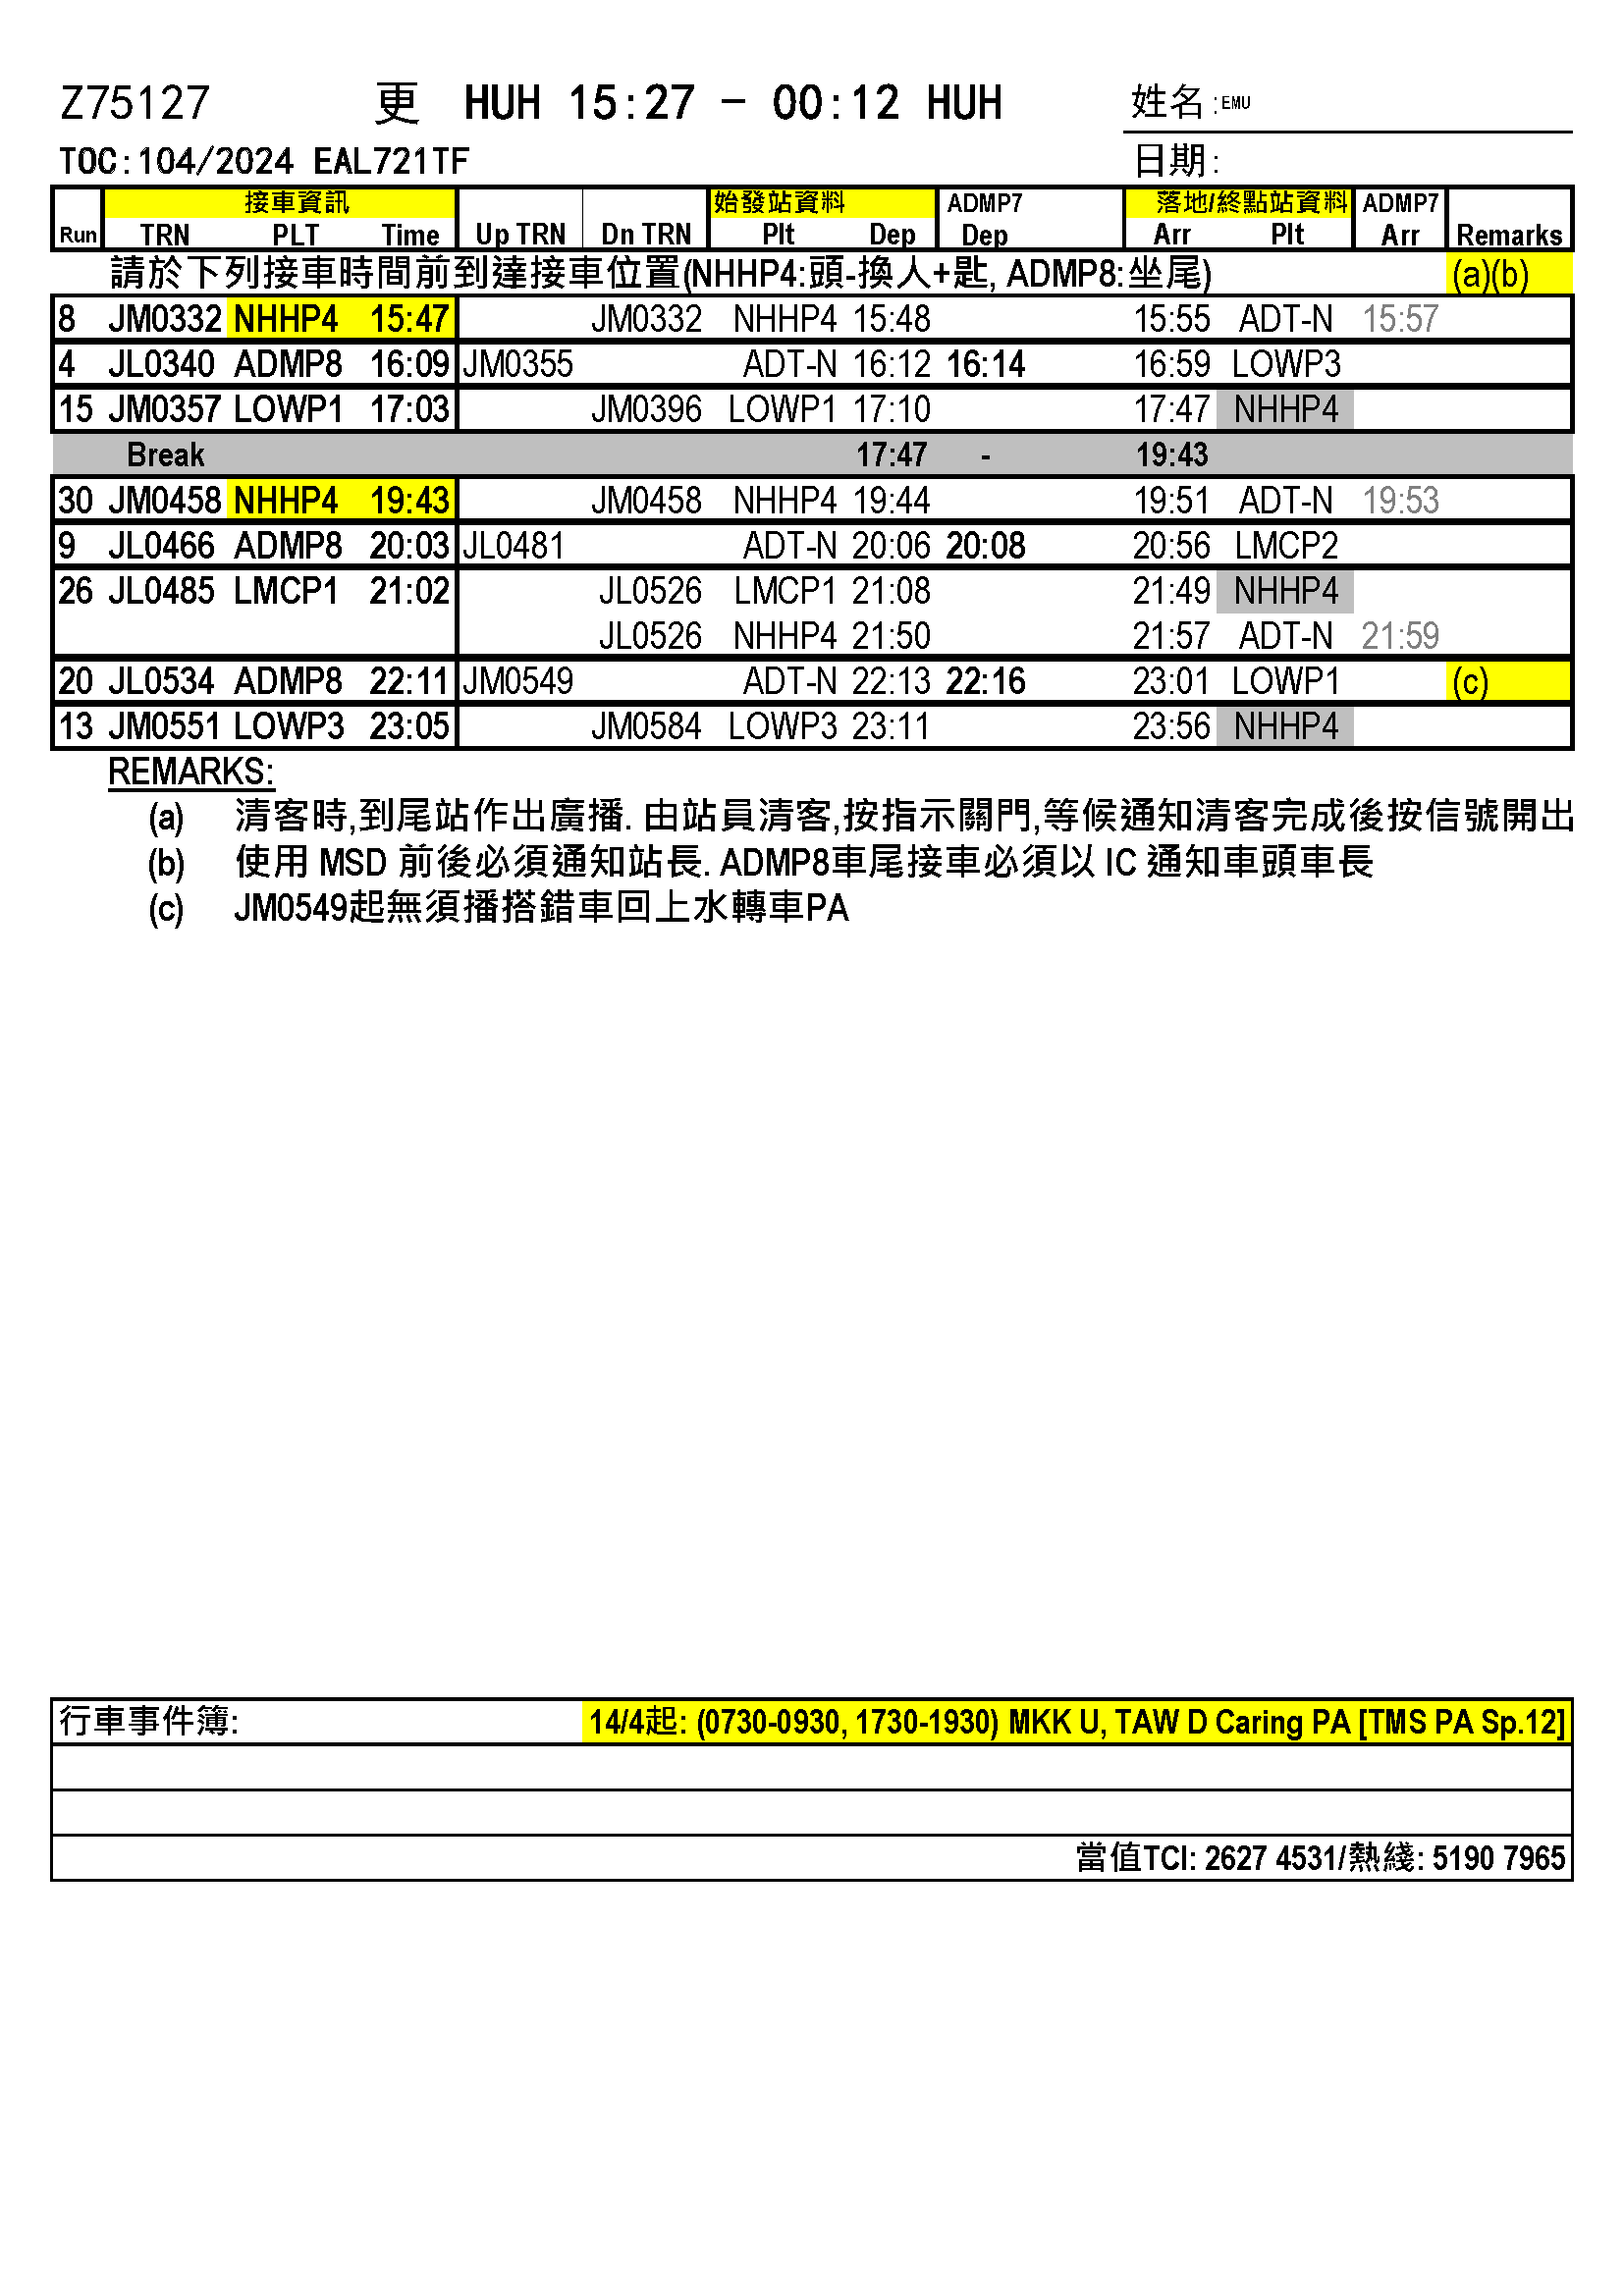 Z75127 更 HUH 15:27 － 00:12 HUH 姓名:EMU
TOC:104/2024 EAL721TF 日期:
接車資訊 始發站資料 ADMP7 落地/終點站資料 ADMP7
Run TRN PLT Time Up TRN Dn TRN Plt Dep Dep Arr Plt Arr Remarks
請於下列接車時間前到達接車位置(NHHP4:頭-換人+匙, ADMP8:坐尾) (a)(b)
8 JM0332 NHHP4 15:47 JM0332 NHHP4 15:48 15:55 ADT-N 15:57
4 JL0340 ADMP8 16:09 JM0355 ADT-N 16:12 16:14 16:59 LOWP3
15 JM0357 LOWP1 17:03 JM0396 LOWP1 17:10 17:47 NHHP4
Break 17:47 - 19:43
30 JM0458 NHHP4 19:43 JM0458 NHHP4 19:44 19:51 ADT-N 19:53
9 JL0466 ADMP8 20:03 JL0481 ADT-N 20:06 20:08 20:56 LMCP2
26 JL0485 LMCP1 21:02 JL0526 LMCP1 21:08 21:49 NHHP4
JL0526 NHHP4 21:50 21:57 ADT-N 21:59
20 JL0534 ADMP8 22:11 JM0549 ADT-N 22:13 22:16 23:01 LOWP1 (c)
13 JM0551 LOWP3 23:05 JM0584 LOWP3 23:11 23:56 NHHP4
REMARKS:
(a) 清客時,到尾站作出廣播. 由站員清客,按指示關門,等候通知清客完成後按信號開出
(b) 使用 MSD 前後必須通知站長. ADMP8車尾接車必須以 IC 通知車頭車長
(c) JM0549起無須播搭錯車回上水轉車PA
行車事件簿: 14/4起: (0730-0930, 1730-1930) MKK U, TAW D Caring PA [TMS PA Sp.12]
當值TCI: 2627 4531/熱綫: 5190 7965